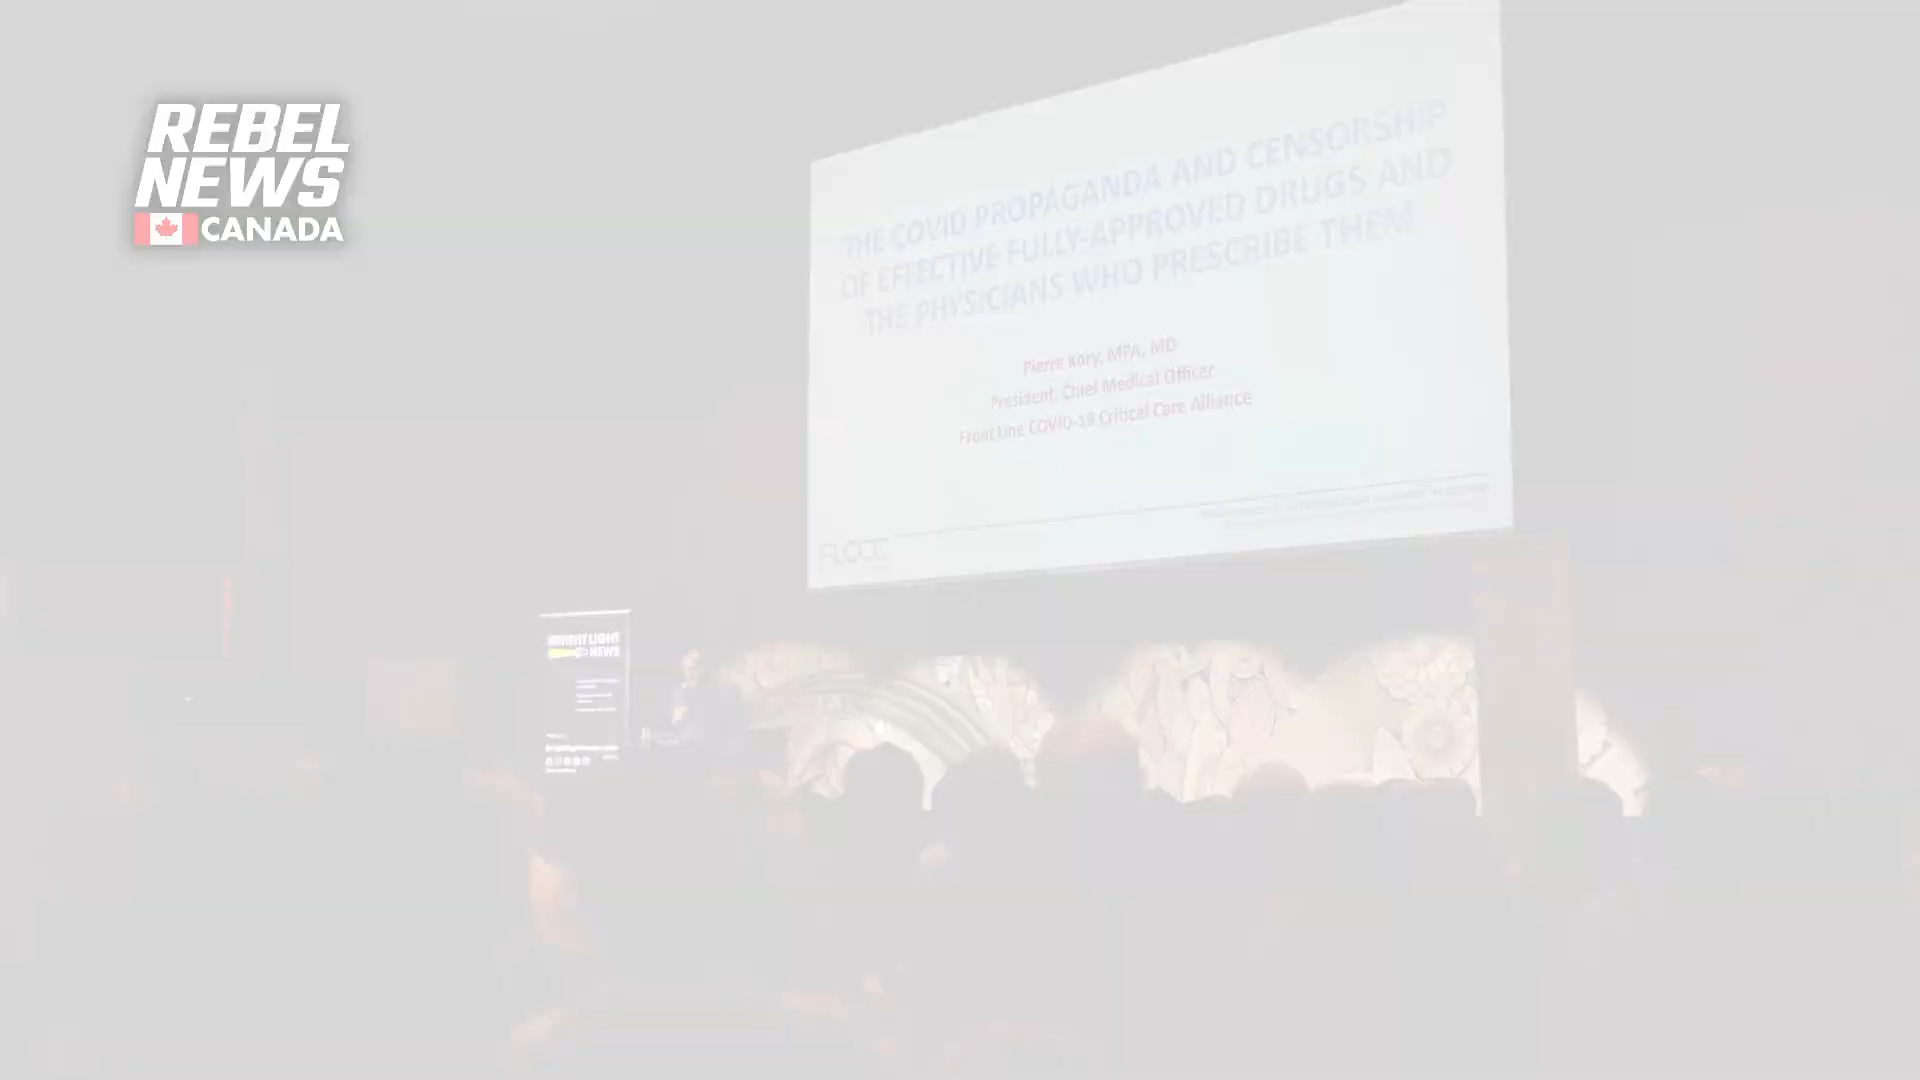 REBEL
NEWS
CANADA
THE COVID PROPAGANDA AND CENSORSHIP
OF EFFECTIVE FULLY-APPROVED DRUGS AND
THE PHYSICIANS WHO PRESCRIBE THEM
Pierre Kory, MPA, MD
President, Chief Medical Officer
Front Line COVID-19 Critical Care Alliance
FLCCC
BRIGHT LIGHT
NEWS